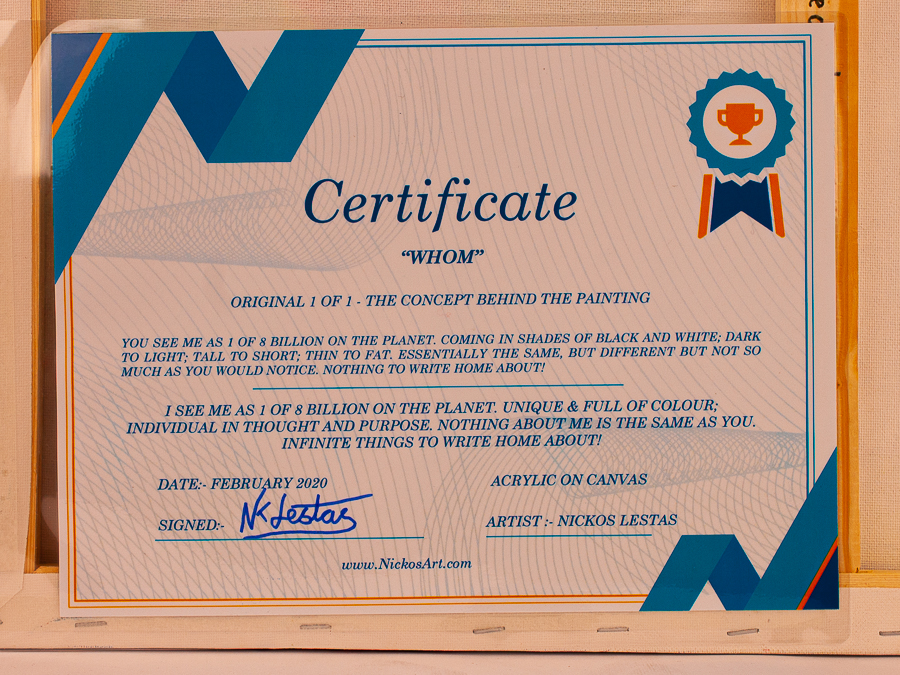 Certificate
“WHOM”
ORIGINAL 1 OF 1 - THE CONCEPT BEHIND THE PAINTING
YOU SEE ME AS 1 OF 8 BILLION ON THE PLANET. COMING IN SHADES OF BLACK AND WHITE; DARK
TO LIGHT; TALL TO SHORT; THIN TO FAT. ESSENTIALLY THE SAME, BUT DIFFERENT BUT NOT SO
MUCH AS YOU WOULD NOTICE. NOTHING TO WRITE HOME ABOUT!
I SEE ME AS 1 OF 8 BILLION ON THE PLANET. UNIQUE & FULL OF COLOUR;
INDIVIDUAL IN THOUGHT AND PURPOSE. NOTHING ABOUT ME IS THE SAME AS YOU.
INFINITE THINGS TO WRITE HOME ABOUT!
DATE:- FEBRUARY 2020
ACRYLIC ON CANVAS
SIGNED:- NK Lestas
ARTIST :- NICKOS LESTAS
www.NickosArt.com